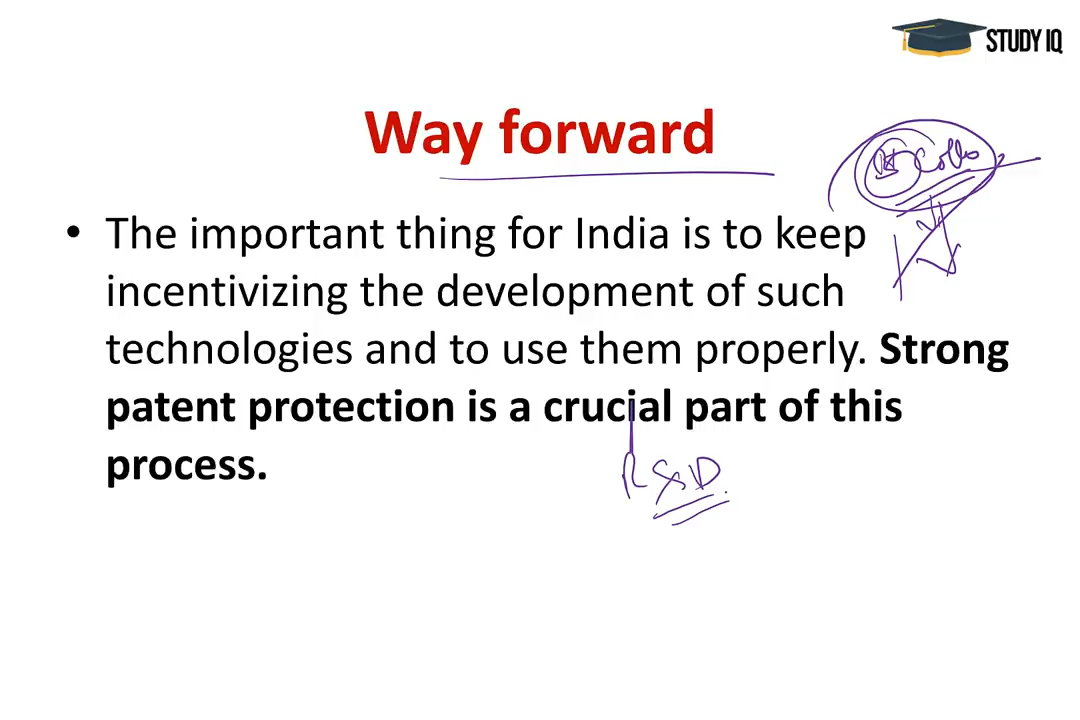 STUDY IQ
Way forward
• The important thing for India is to keep
incentivizing the development of such
technologies and to use them properly. Strong
patent protection is a crucial part of this
process.
R&D